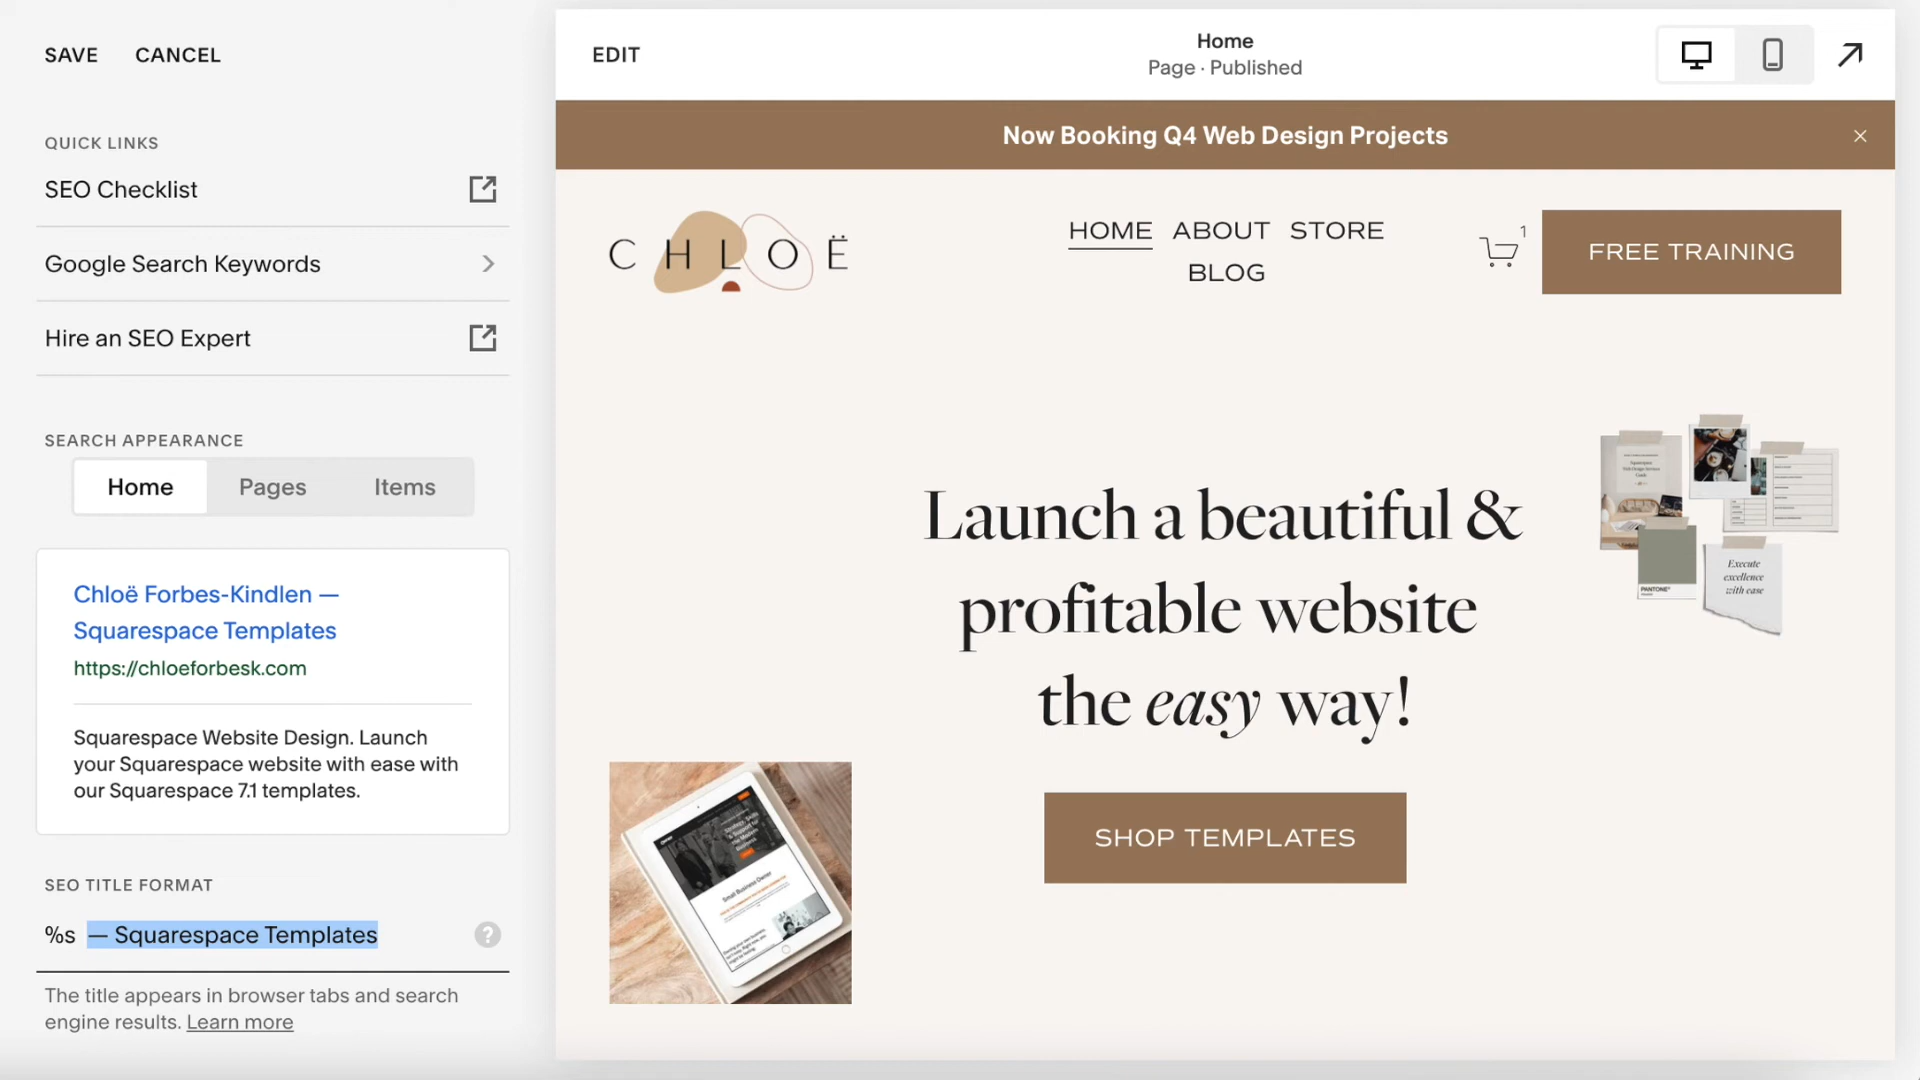 SAVE CANCEL
QUICK LINKS
SEO Checklist
Google Search Keywords
Hire an SEO Expert
SEARCH APPEARANCE
Home Pages Items
Chloë Forbes-Kindlen —
Squarespace Templates
https://chloeforbesk.com
Squarespace Website Design. Launch
your Squarespace website with ease with
our Squarespace 7.1 templates.
SEO TITLE FORMAT
%s — Squarespace Templates
?
The title appears in browser tabs and search
engine results. Learn more
EDIT
Home
Page · Published
Now Booking Q4 Web Design Projects
CHLOË
HOME ABOUT STORE
BLOG
1
FREE TRAINING
Launch a beautiful &
profitable website
the easy way!
SHOP TEMPLATES
PANTONE®
Execute
excellence
with ease
Small Business Owner